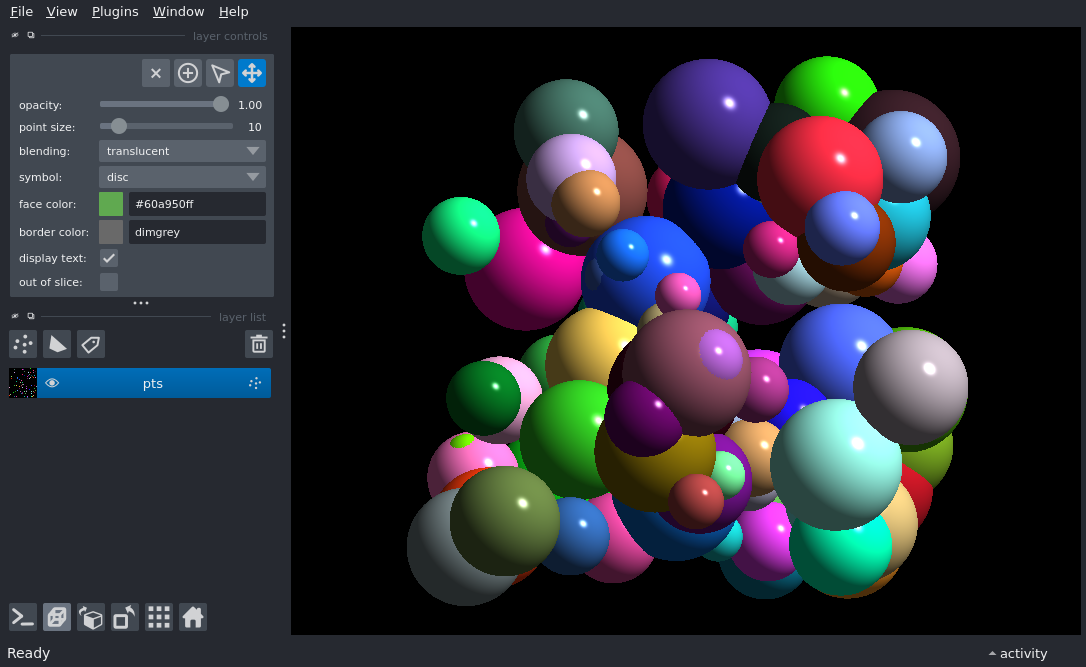 File View Plugins Window Help
layer controls
opacity: 1.00
point size: 10
blending: translucent
symbol: disc
face color: #60a950ff
border color: dimgrey
display text:
out of slice:
layer list
pts
Ready
activity